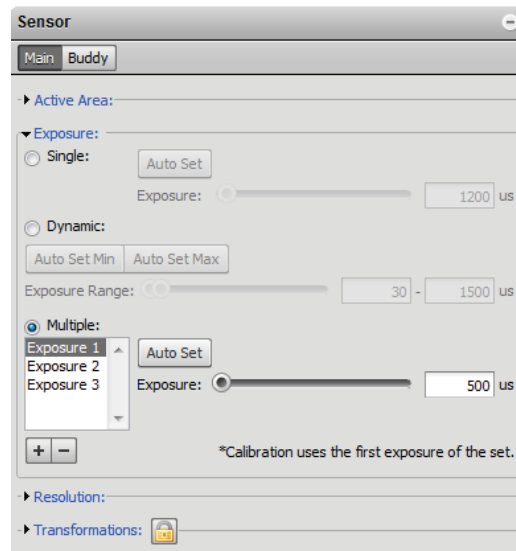 Sensor
Main Buddy
Active Area:
Exposure:
Single:
Auto Set
Exposure: 1200 us
Dynamic:
Auto Set Min Auto Set Max
Exposure Range: 30 - 1500 us
Multiple:
Exposure 1
Exposure 2
Exposure 3
Auto Set
Exposure: 500 us
+ −
*Calibration uses the first exposure of the set.
Resolution:
Transformations: